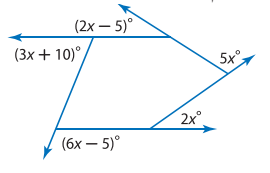 (2x − 5)°
(3x + 10)°
5x°
2x°
(6x − 5)°